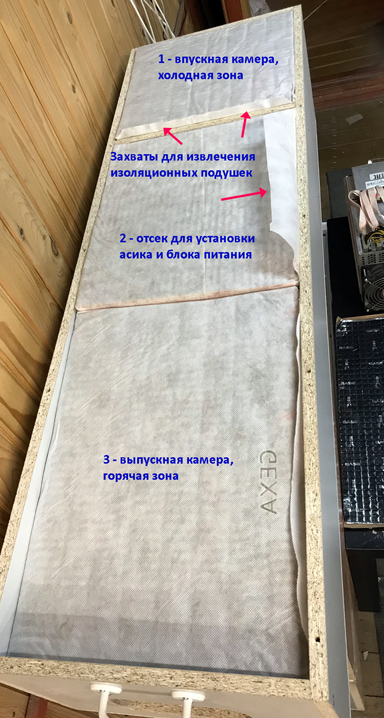 1 - впускная камера,
холодная зона
Захваты для извлечения
изоляционных подушек
2 - отсек для установки
асика и блока питания
3 - выпускная камера,
горячая зона
GEXA